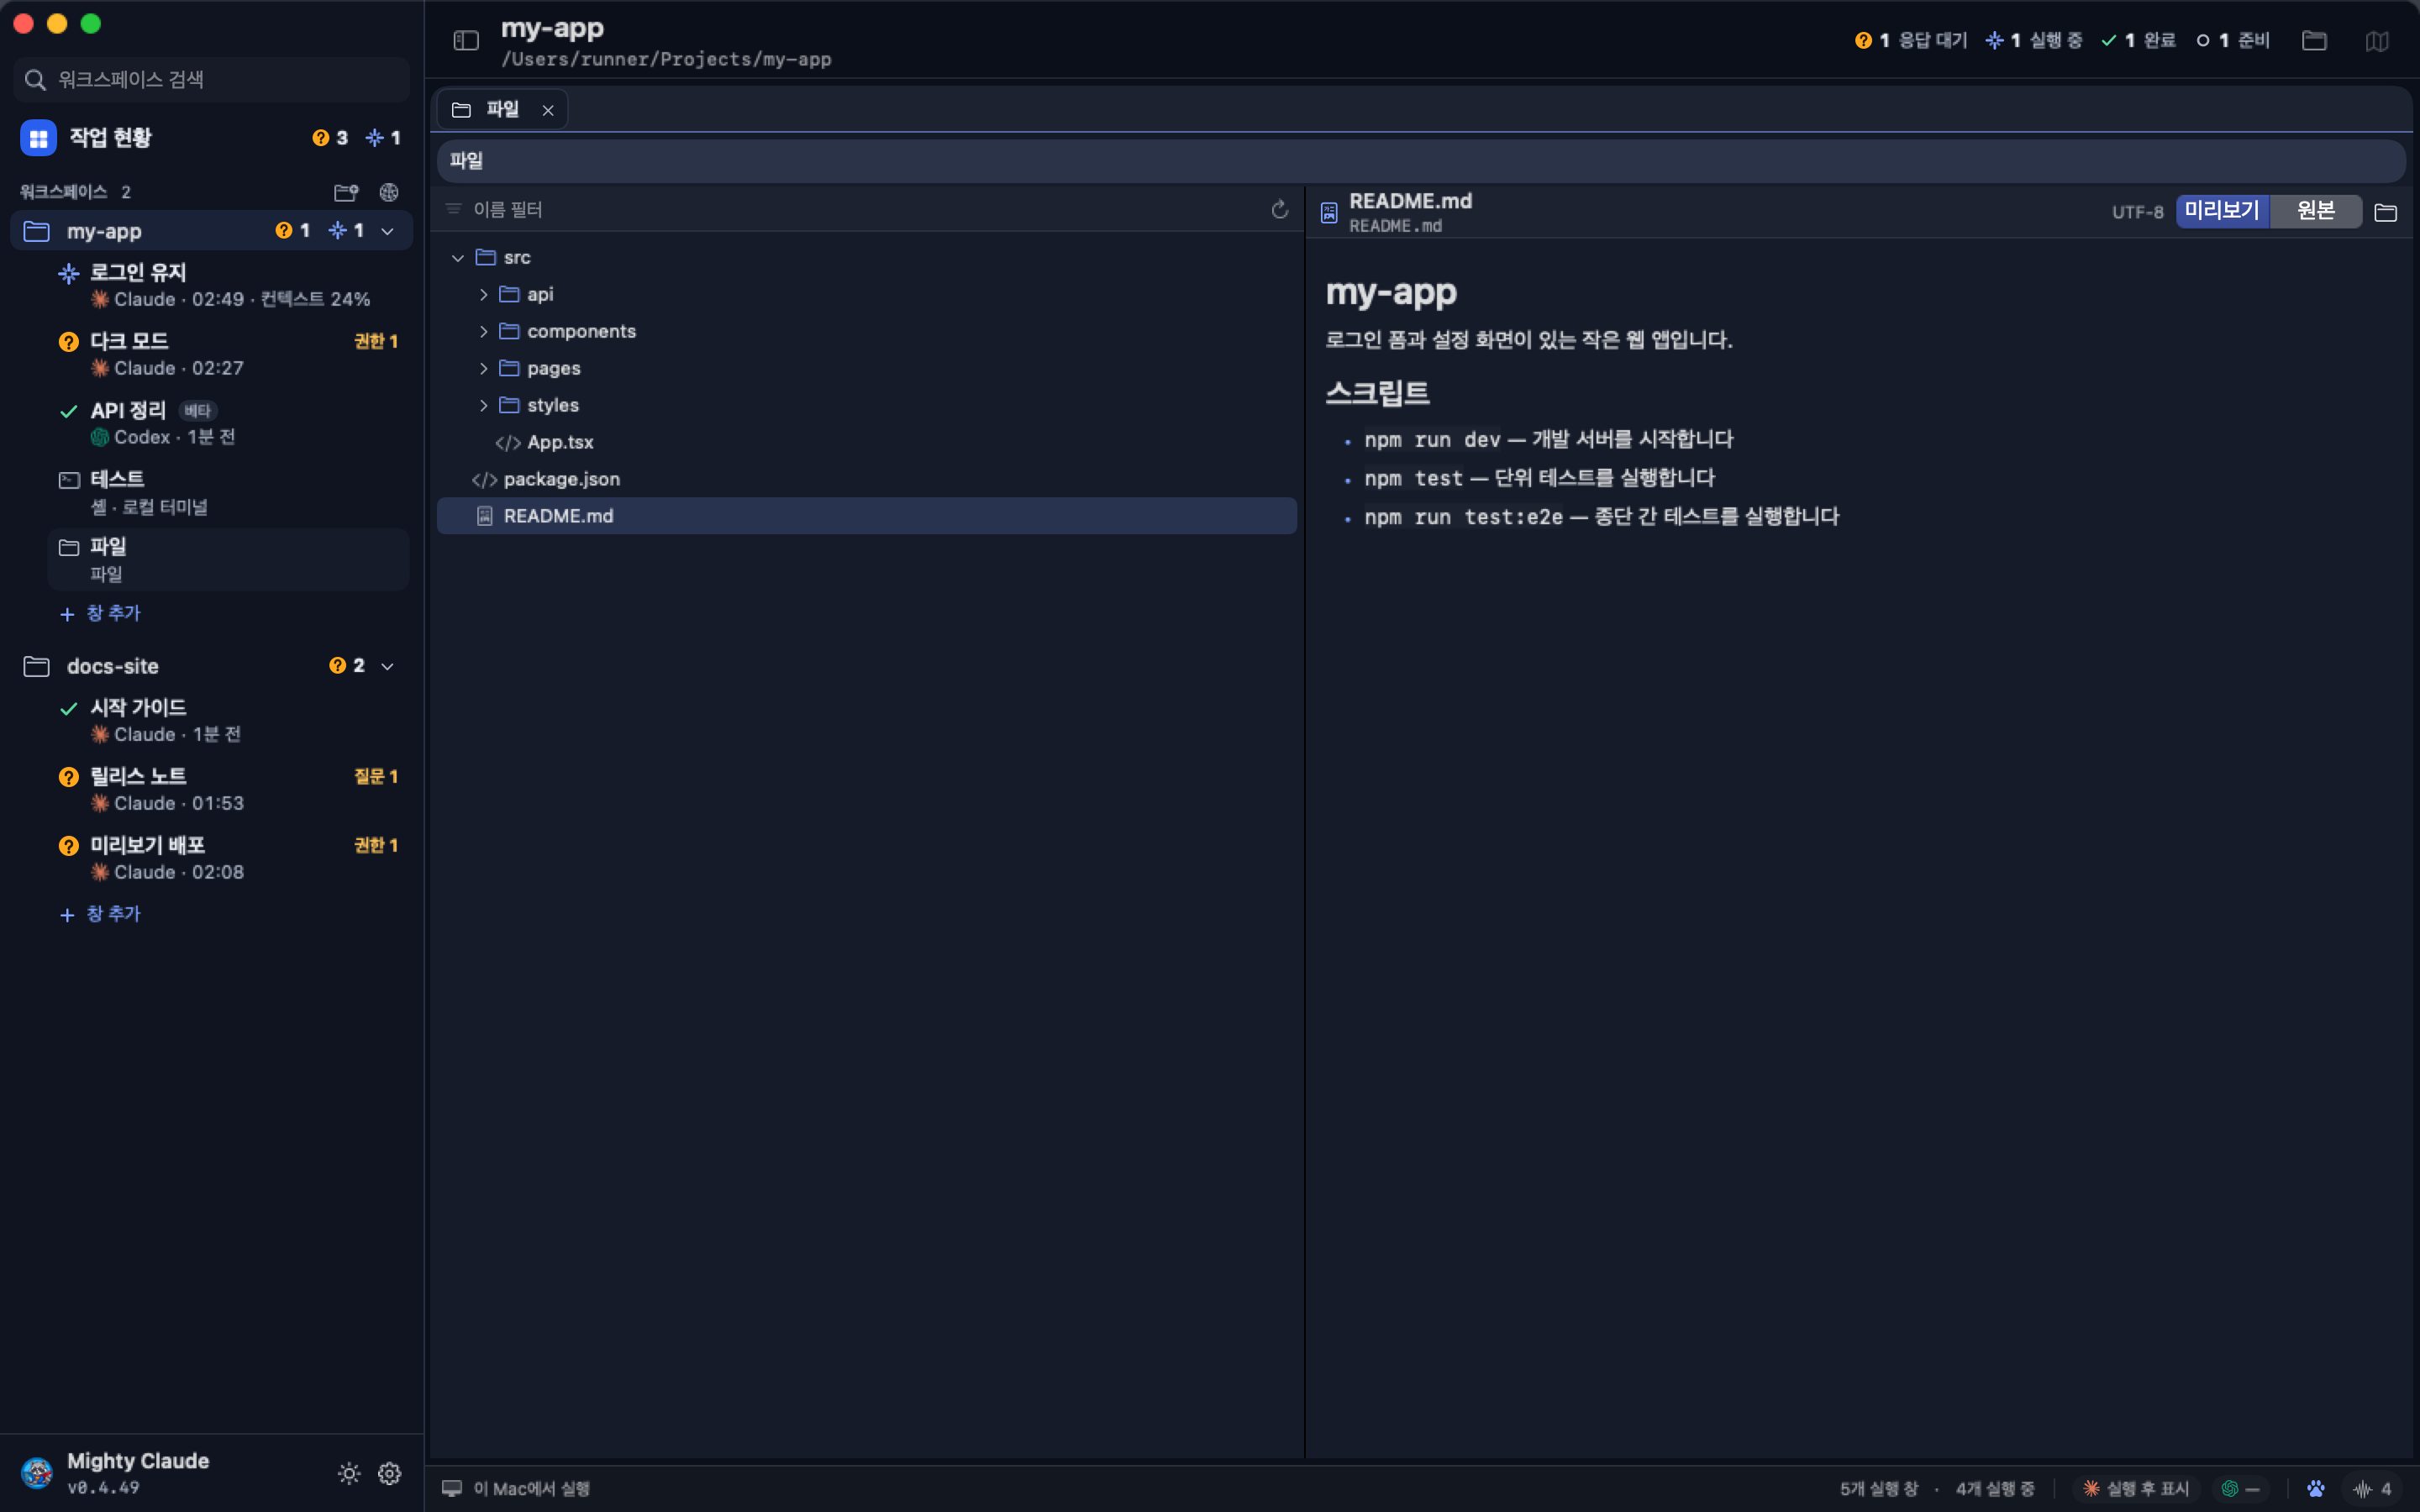 워크스페이스 검색
작업 현황 3 1
워크스페이스 2
my-app 1 1
로그인 유지
Claude · 02:49 · 컨텍스트 24%
다크 모드 권한 1
Claude · 02:27
API 정리 베타
Codex · 1분 전
테스트
셸 · 로컬 터미널
파일
파일
+ 창 추가
docs-site 2
시작 가이드
Claude · 1분 전
릴리스 노트 질문 1
Claude · 01:53
미리보기 배포 권한 1
Claude · 02:08
+ 창 추가
Mighty Claude
v0.4.49
my-app
/Users/runner/Projects/my-app
1 응답 대기 1 실행 중 1 완료 1 준비
파일
파일
이름 필터
src
api
components
pages
styles
App.tsx
package.json
README.md
README.md
README.md
UTF-8 미리보기 원본
my-app
로그인 폼과 설정 화면이 있는 작은 웹 앱입니다.
스크립트
• npm run dev — 개발 서버를 시작합니다
• npm test — 단위 테스트를 실행합니다
• npm run test:e2e — 종단 간 테스트를 실행합니다
이 Mac에서 실행
5개 실행 창 · 4개 실행 중 실행 후 표시 — 4